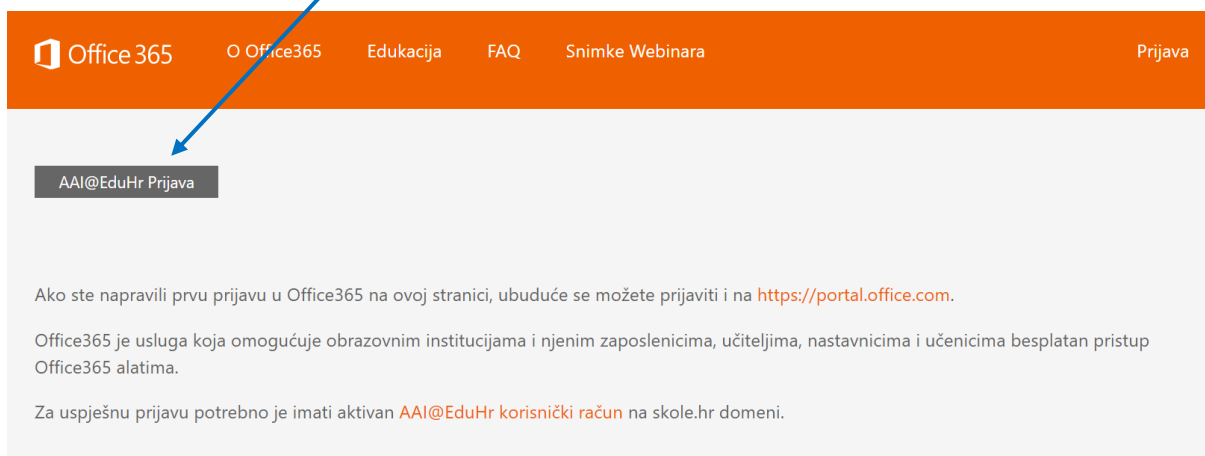 Office 365 O Office365 Edukacija FAQ Snimke Webinara Prijava
AAI@EduHr Prijava
Ako ste napravili prvu prijavu u Office365 na ovoj stranici, ubuduće se možete prijaviti i na https://portal.office.com.
Office365 je usluga koja omogućuje obrazovnim institucijama i njenim zaposlenicima, učiteljima, nastavnicima i učenicima besplatan pristup
Office365 alatima.
Za uspješnu prijavu potrebno je imati aktivan AAI@EduHr korisnički račun na skole.hr domeni.